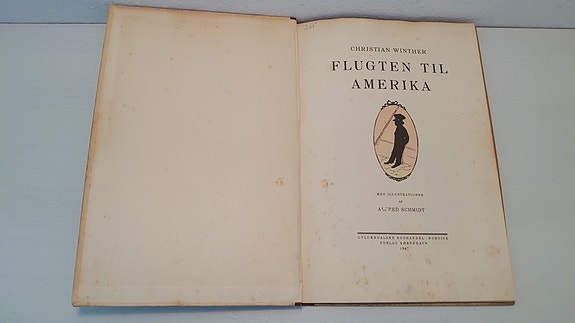 CHRISTIAN WINTHER
FLUGTEN TIL
AMERIKA
MED ILLUSTRATIONER
AF
ALFRED SCHMIDT
GYLDENDALSKE BOGHANDEL · NORDISK
FORLAG KØBENHAVN